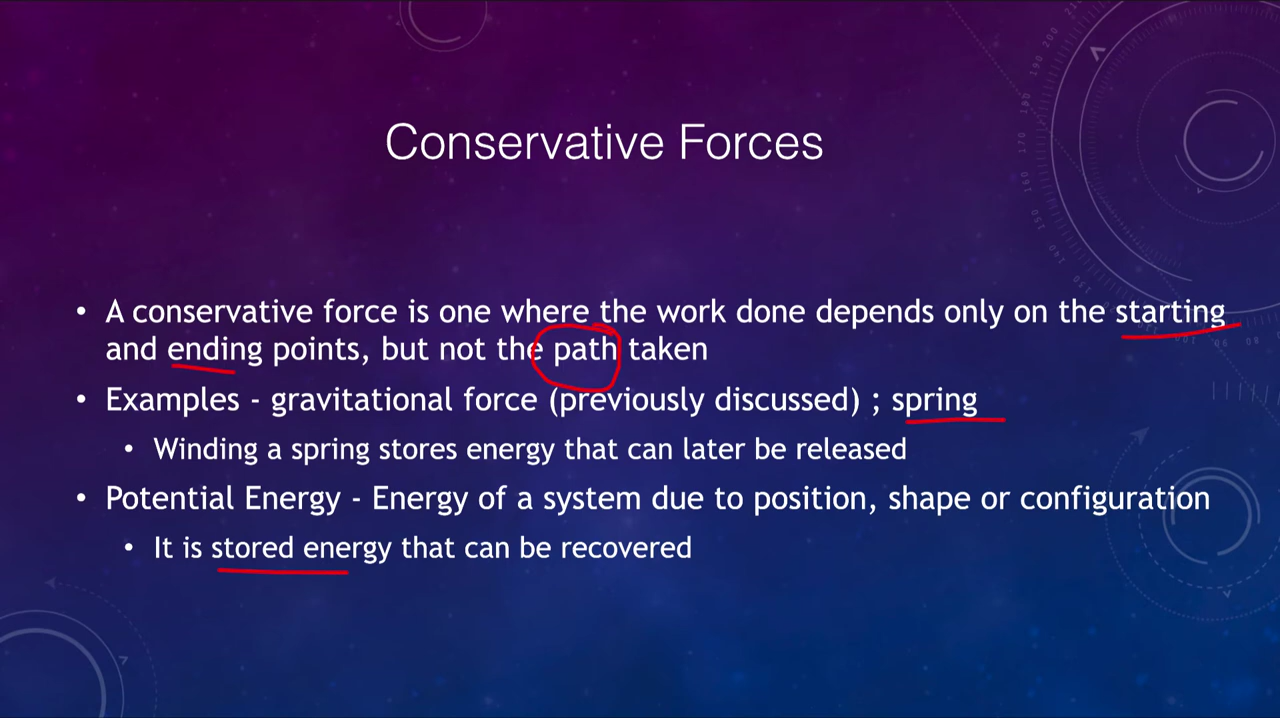 Conservative Forces
• A conservative force is one where the work done depends only on the starting
and ending points, but not the path taken
• Examples - gravitational force (previously discussed) ; spring
• Winding a spring stores energy that can later be released
• Potential Energy - Energy of a system due to position, shape or configuration
• It is stored energy that can be recovered